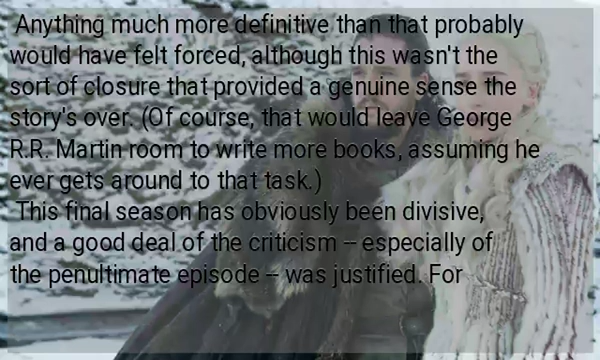 Anything much more definitive than that probably
would have felt forced, although this wasn't the
sort of closure that provided a genuine sense the
story's over. (Of course, that would leave George
R.R. Martin room to write more books, assuming he
ever gets around to that task.)
This final season has obviously been divisive,
and a good deal of the criticism -- especially of
the penultimate episode -- was justified. For